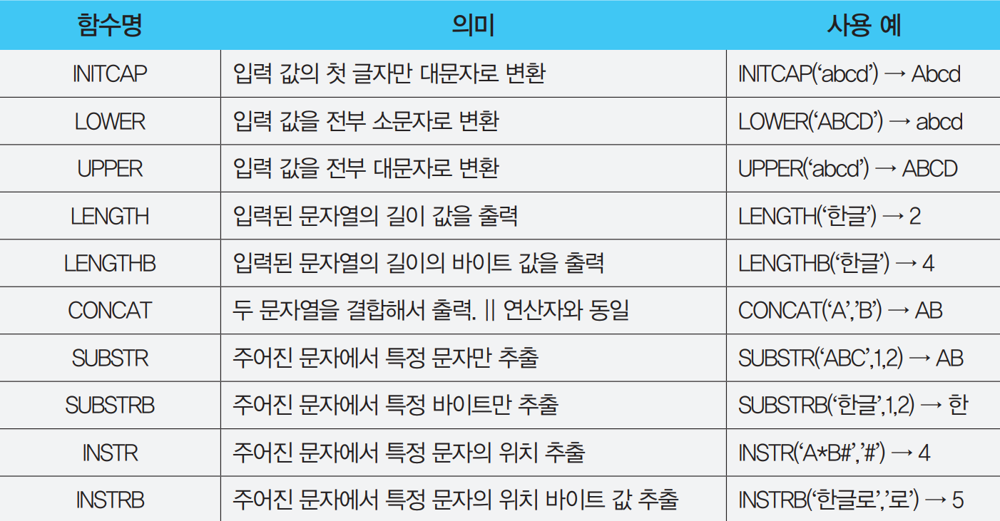 함수명 의미 사용 예
INITCAP 입력 값의 첫 글자만 대문자로 변환 INITCAP(‘abcd’) → Abcd
LOWER 입력 값을 전부 소문자로 변환 LOWER(‘ABCD’) → abcd
UPPER 입력 값을 전부 대문자로 변환 UPPER(‘abcd’) → ABCD
LENGTH 입력된 문자열의 길이 값을 출력 LENGTH(‘한글’) → 2
LENGTHB 입력된 문자열의 길이의 바이트 값을 출력 LENGTHB(‘한글’) → 4
CONCAT 두 문자열을 결합해서 출력. || 연산자와 동일 CONCAT(‘A’,’B’) → AB
SUBSTR 주어진 문자에서 특정 문자만 추출 SUBSTR(‘ABC’,1,2) → AB
SUBSTRB 주어진 문자에서 특정 바이트만 추출 SUBSTRB(‘한글’,1,2) → 한
INSTR 주어진 문자에서 특정 문자의 위치 추출 INSTR(‘A*B#’,’#’) → 4
INSTRB 주어진 문자에서 특정 문자의 위치 바이트 값 추출 INSTRB(‘한글로’,’로’) → 5